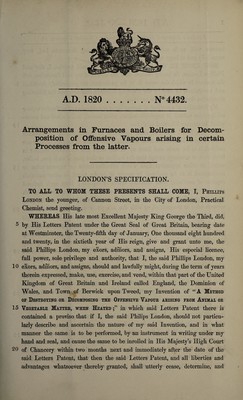 A.D. 1820 . . . . . . . N° 4432.
Arrangements in Furnaces and Boilers for Decom-
position of Offensive Vapours arising in certain
Processes from the latter.
LONDON'S SPECIFICATION.
TO ALL TO WHOM THESE PRESENTS SHALL COME, I, PHILLIPS
LONDON the younger, of Cannon Street, in the City of London, Practical
Chemist, send greeting.
WHEREAS His late most Excellent Majesty King George the Third, did,
5 by His Letters Patent under the Great Seal of Great Britain, bearing date
at Westminster, the Twenty-fifth day of January, One thousand eight hundred
and twenty, in the sixtieth year of His reign, give and grant unto me, the
said Phillips London, my ex̃ors, adm̃ors, and assigns, His especial licence,
full power, sole privilege and authority, that I, the said Phillips London, my
10 ex̃ors, adm̃ors, and assigns, should and lawfully might, during the term of years
therein expressed, make, use, exercise, and vend, within that part of the United
Kingdom of Great Britain and Ireland called England, the Dominion of
Wales, and Town of Berwick upon Tweed, my Invention of "A METHOD
OF DESTROYING OR DECOMPOSING THE OFFENSIVE VAPOUR ARISING FROM ANIMAL OR
15 VEGETABLE MATTER, WHEN HEATED;" in which said Letters Patent there is
contained a proviso that if I, the said Phillips London, should not particu-
larly describe and ascertain the nature of my said Invention, and in what
manner the same is to be performed, by an instrument in writing under my
hand and seal, and cause the same to be inrolled in His Majesty's High Court
20 of Chancery within two months next and immediately after the date of the
said Letters Patent, that then the said Letters Patent, and all liberties and
advantages whatsoever thereby granted, shall utterly cease, determine, and